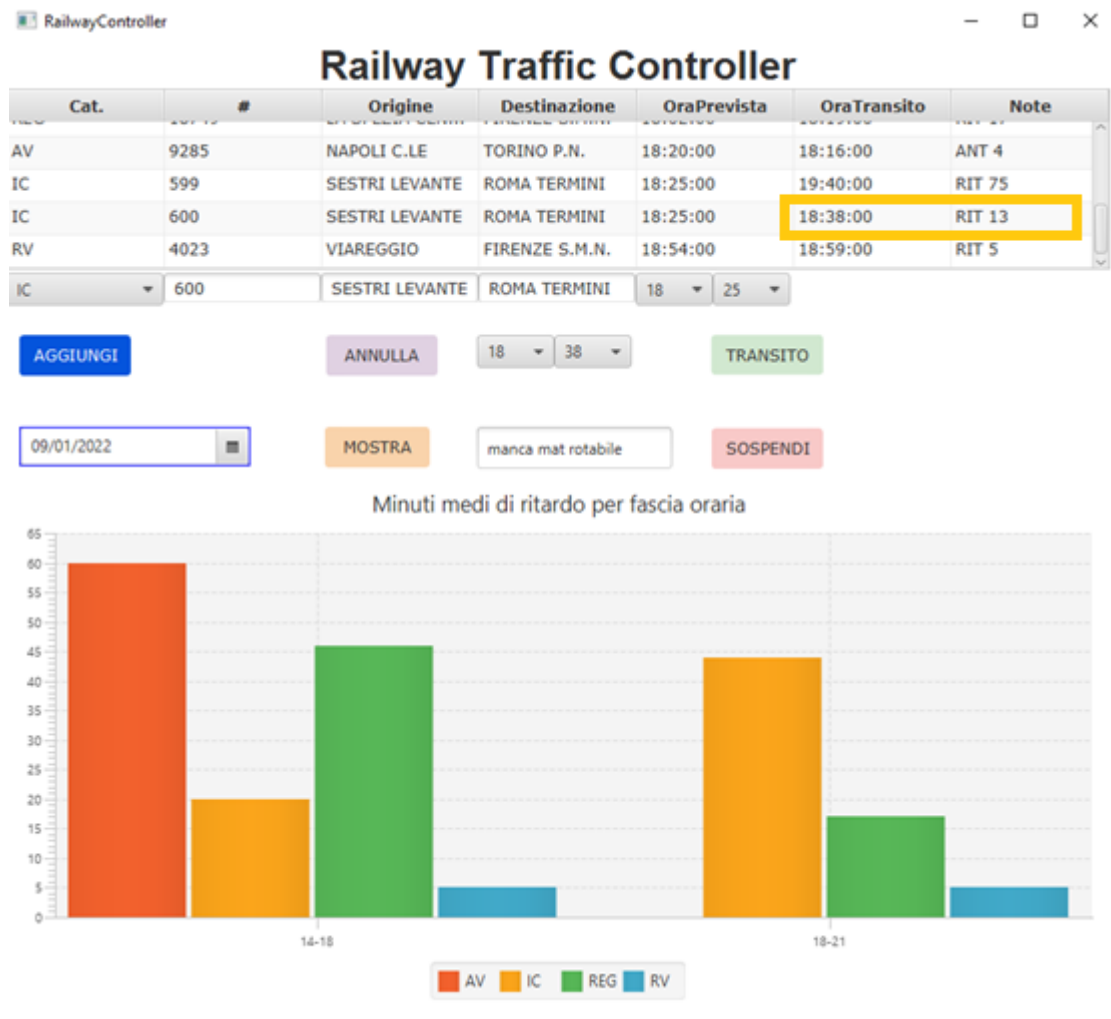 RailwayController
Railway Traffic Controller
Cat. # Origine Destinazione OraPrevista OraTransito Note
AV 9285 NAPOLI C.LE TORINO P.N. 18:20:00 18:16:00 ANT 4
IC 599 SESTRI LEVANTE ROMA TERMINI 18:25:00 19:40:00 RIT 75
IC 600 SESTRI LEVANTE ROMA TERMINI 18:25:00 18:38:00 RIT 13
RV 4023 VIAREGGIO FIRENZE S.M.N. 18:54:00 18:59:00 RIT 5
IC 600 SESTRI LEVANTE ROMA TERMINI 18 25
AGGIUNGI ANNULLA 18 38 TRANSITO
09/01/2022 MOSTRA manca mat rotabile SOSPENDI
Minuti medi di ritardo per fascia oraria
65
60
55
50
45
40
35
30
25
20
15
10
5
0
14-18 18-21
AV IC REG RV